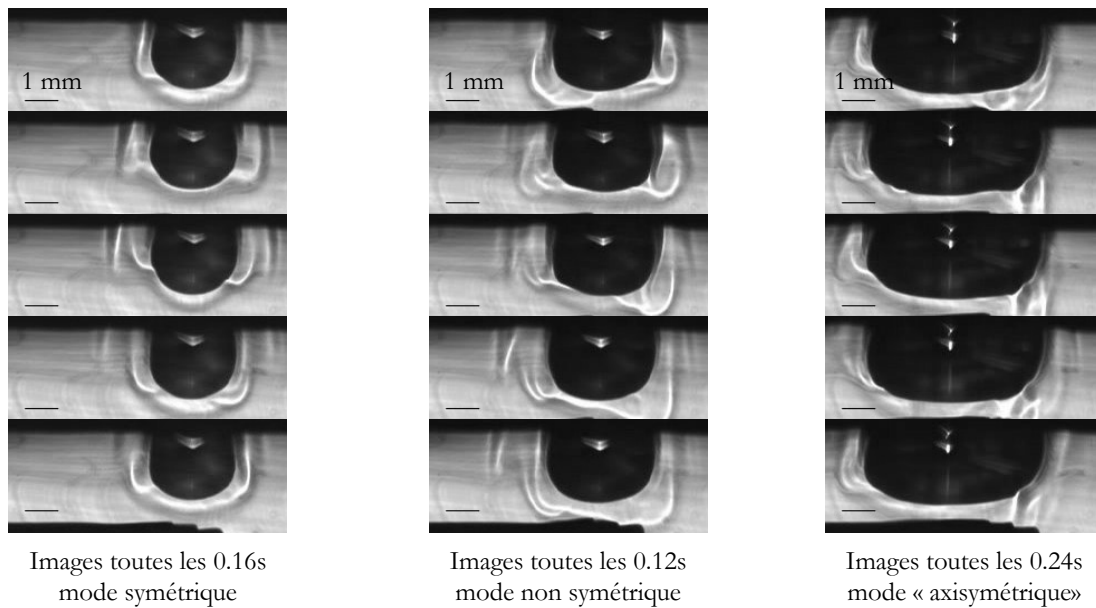 1 mm
1 mm
1 mm
Images toutes les 0.16s
mode symétrique
Images toutes les 0.12s
mode non symétrique
Images toutes les 0.24s
mode « axisymétrique»